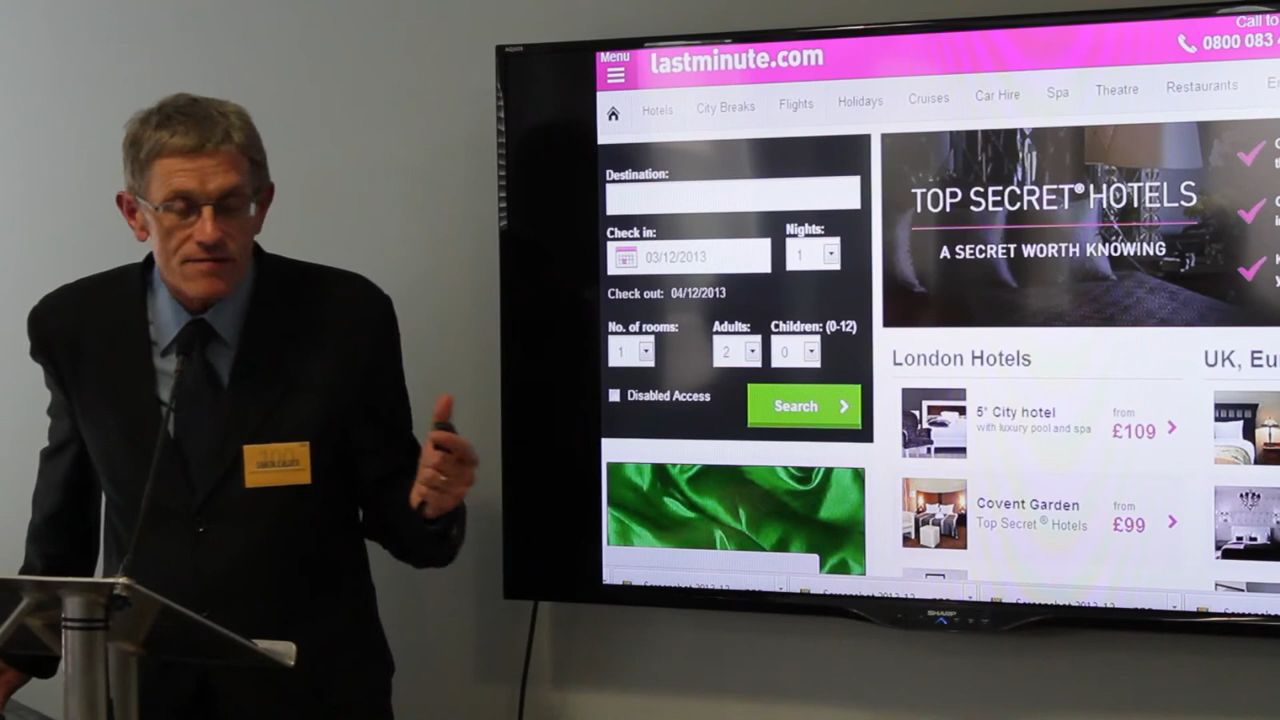 AQUOS
Call to
Menu
lastminute.com
0800 083 4
Hotels
City Breaks
Flights
Holidays
Cruises
Car Hire
Spa
Theatre
Restaurants
Destination:
TOP SECRET® HOTELS
A SECRET WORTH KNOWING
Check in:
Nights:
03/12/2013
1
Check out: 04/12/2013
No. of rooms:
Adults:
Children: (0-12)
1
2
0
Disabled Access
Search
London Hotels
UK, Eu
5* City hotel
with luxury pool and spa
from
£109
Covent Garden
Top Secret ® Hotels
from
£99
SHARP